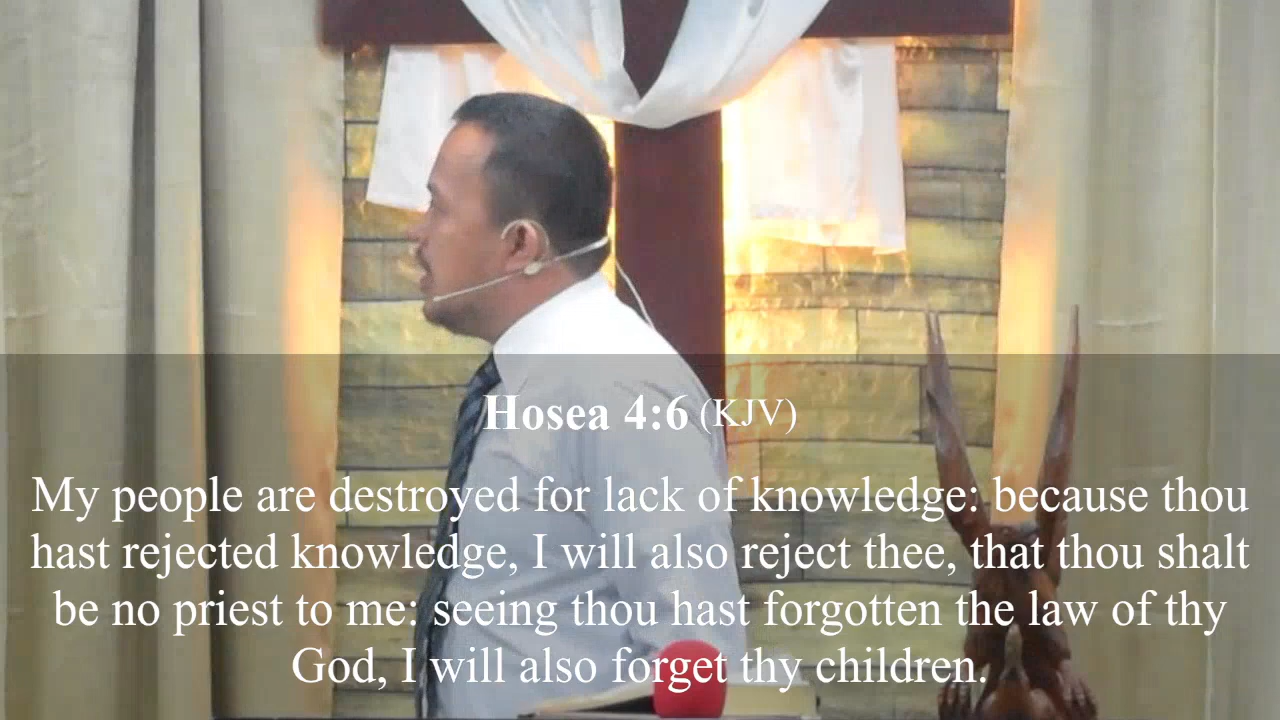 Hosea 4:6 (KJV)
My people are destroyed for lack of knowledge: because thou
hast rejected knowledge, I will also reject thee, that thou shalt
be no priest to me: seeing thou hast forgotten the law of thy
God, I will also forget thy children.